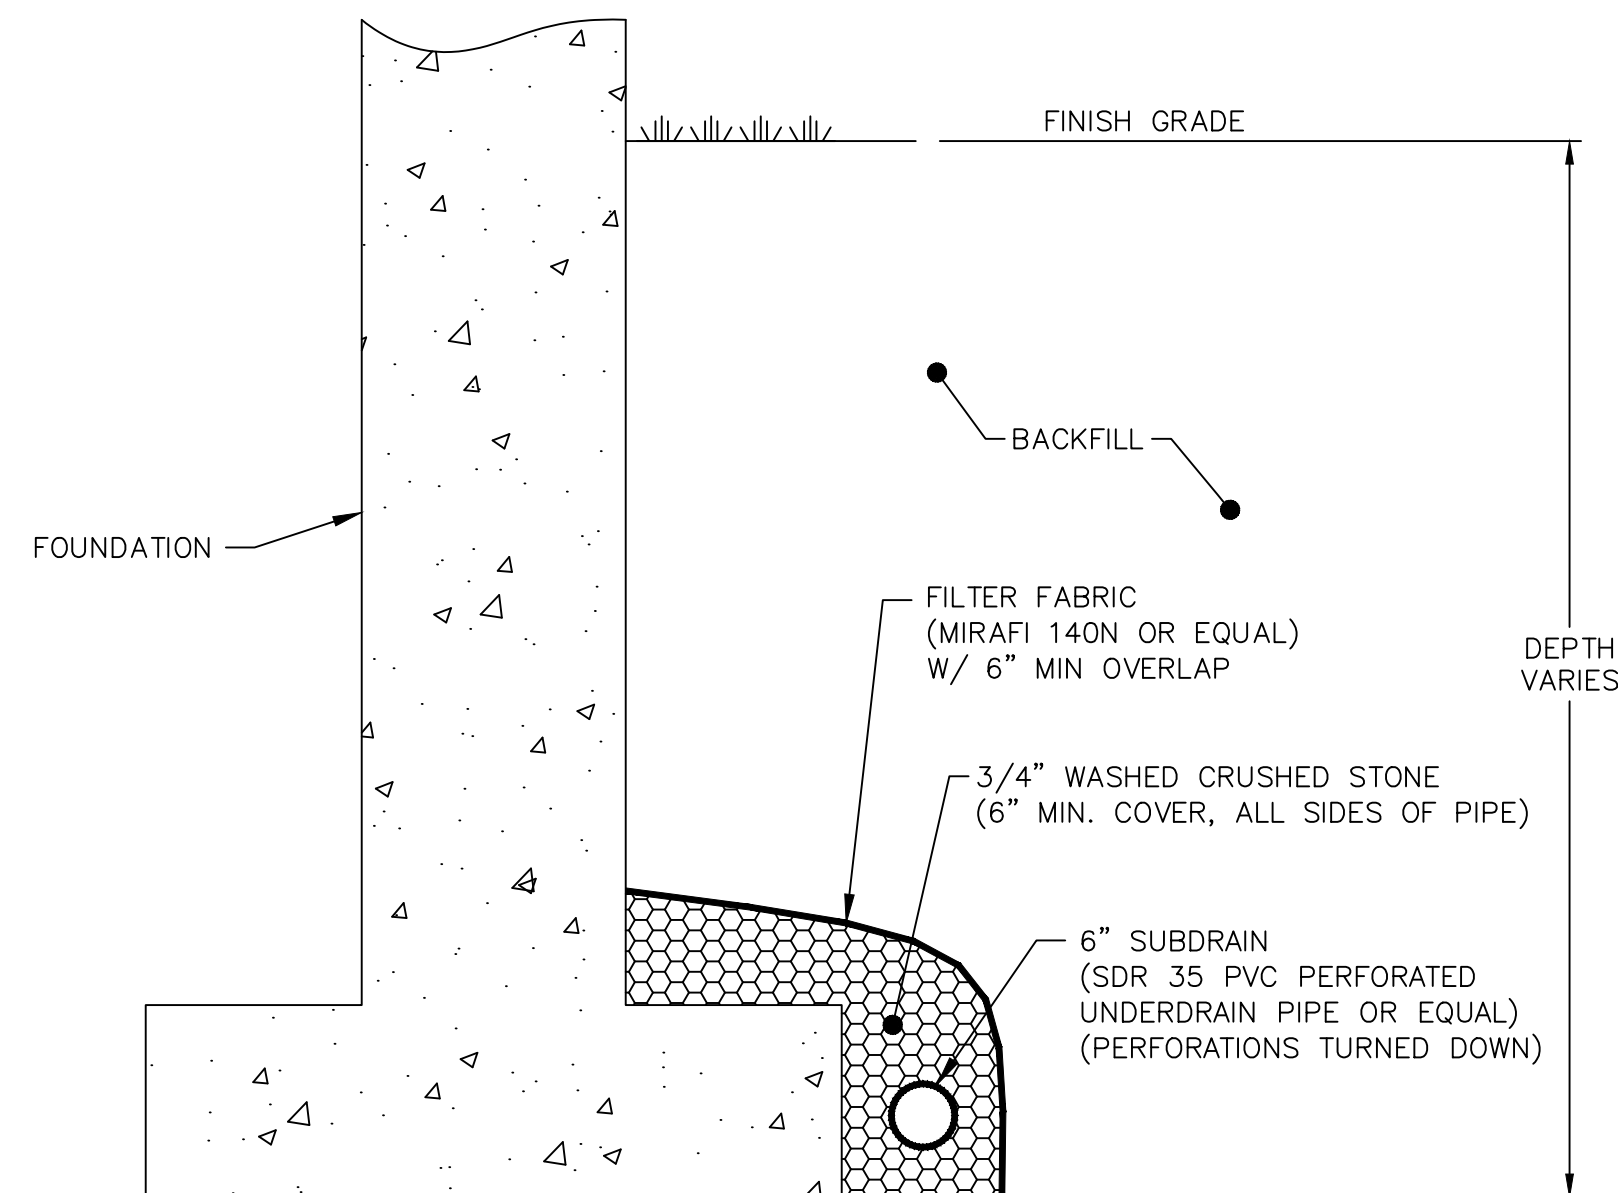 FINISH GRADE
BACKFILL
FOUNDATION
FILTER FABRIC
(MIRAFI 140N OR EQUAL)
W/ 6” MIN OVERLAP
DEPTH
VARIES
3/4” WASHED CRUSHED STONE
(6” MIN. COVER, ALL SIDES OF PIPE)
6” SUBDRAIN
(SDR 35 PVC PERFORATED
UNDERDRAIN PIPE OR EQUAL)
(PERFORATIONS TURNED DOWN)